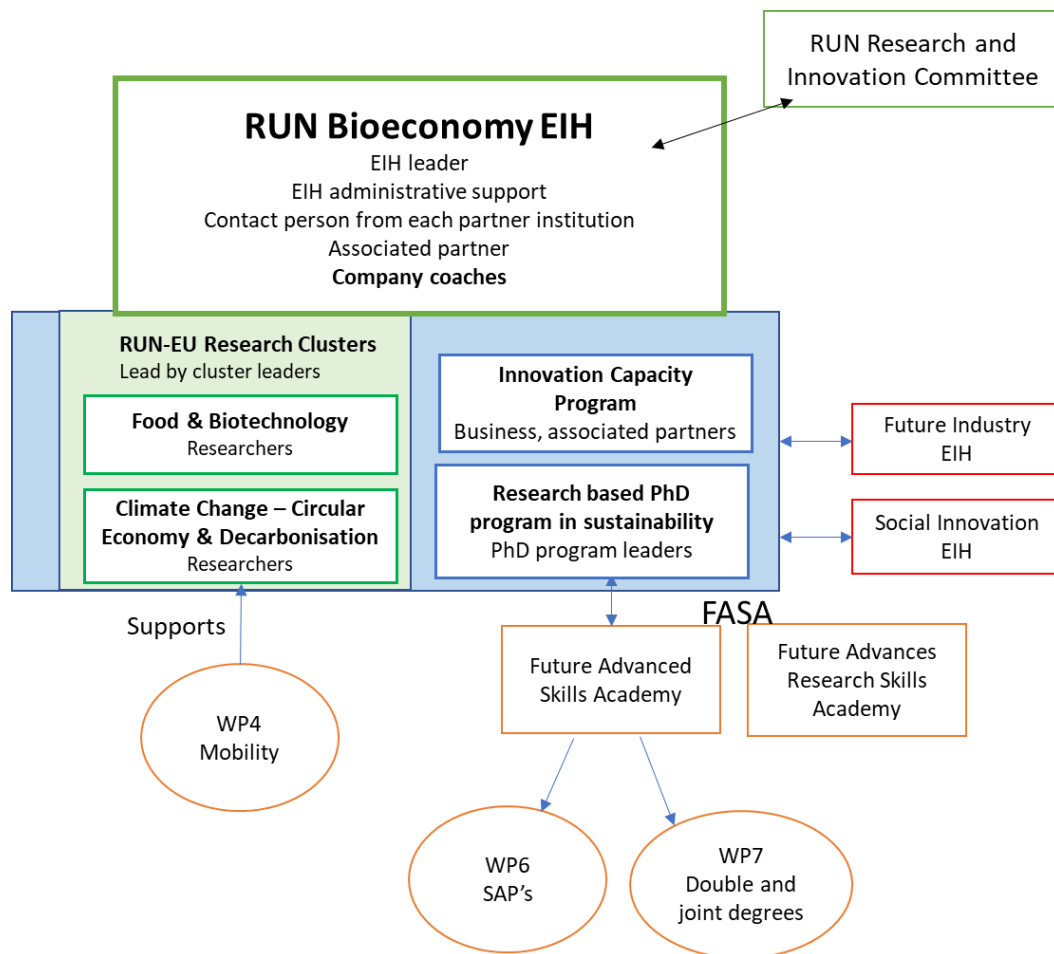 RUN Research and
Innovation Committee
RUN Bioeconomy EIH
EIH leader
EIH administrative support
Contact person from each partner institution
Associated partner
Company coaches
RUN-EU Research Clusters
Lead by cluster leaders
Food & Biotechnology
Researchers
Climate Change – Circular
Economy & Decarbonisation
Researchers
Innovation Capacity
Program
Business, associated partners
Research based PhD
program in sustainability
PhD program leaders
Future Industry
EIH
Social Innovation
EIH
Supports
FASA
WP4
Mobility
Future Advanced
Skills Academy
Future Advances
Research Skills
Academy
WP6
SAP’s
WP7
Double and
joint degrees